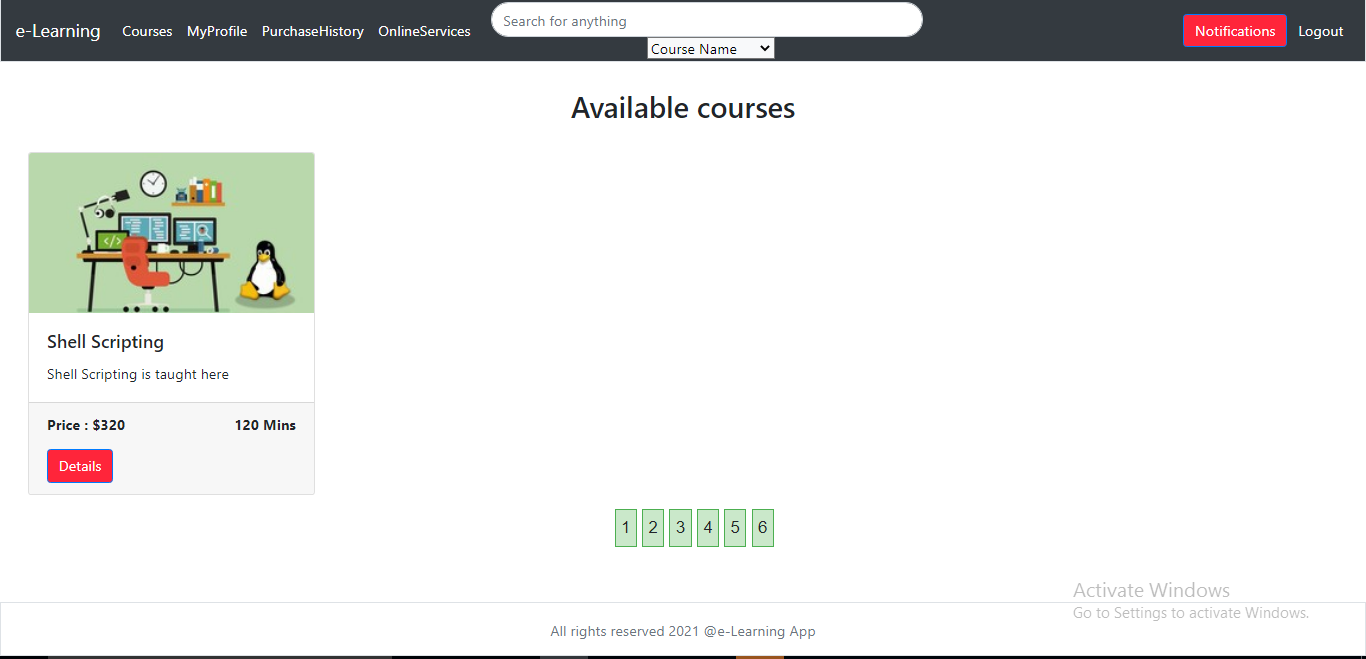 e-Learning Courses MyProfile PurchaseHistory OnlineServices Search for anything Notifications Logout
Course Name
Available courses
</>
Shell Scripting
Shell Scripting is taught here
Price : $320 120 Mins
Details
1 2 3 4 5 6
Activate Windows
Go to Settings to activate Windows.
All rights reserved 2021 @e-Learning App